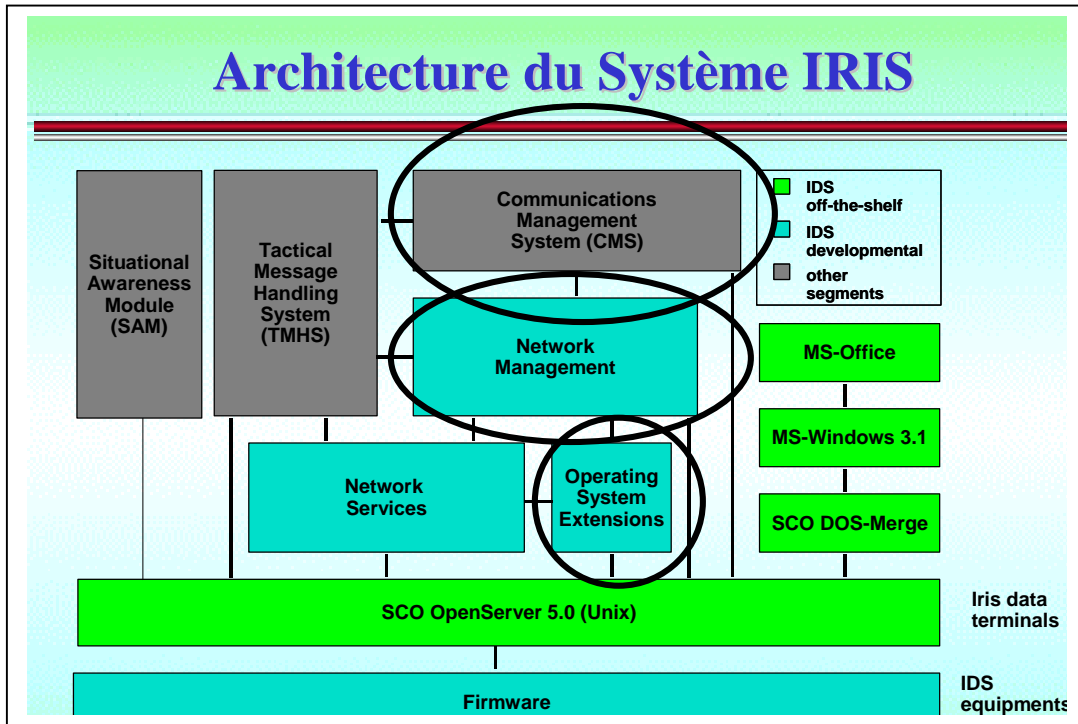 Architecture du Système IRIS
Situational
Awareness
Module
(SAM)
Tactical
Message
Handling
System
(TMHS)
Communications
Management
System (CMS)
IDS
off-the-shelf
IDS
developmental
other
segments
Network
Management
MS-Office
MS-Windows 3.1
Network
Services
Operating
System
Extensions
SCO DOS-Merge
SCO OpenServer 5.0 (Unix)
Iris data
terminals
Firmware
IDS
equipments